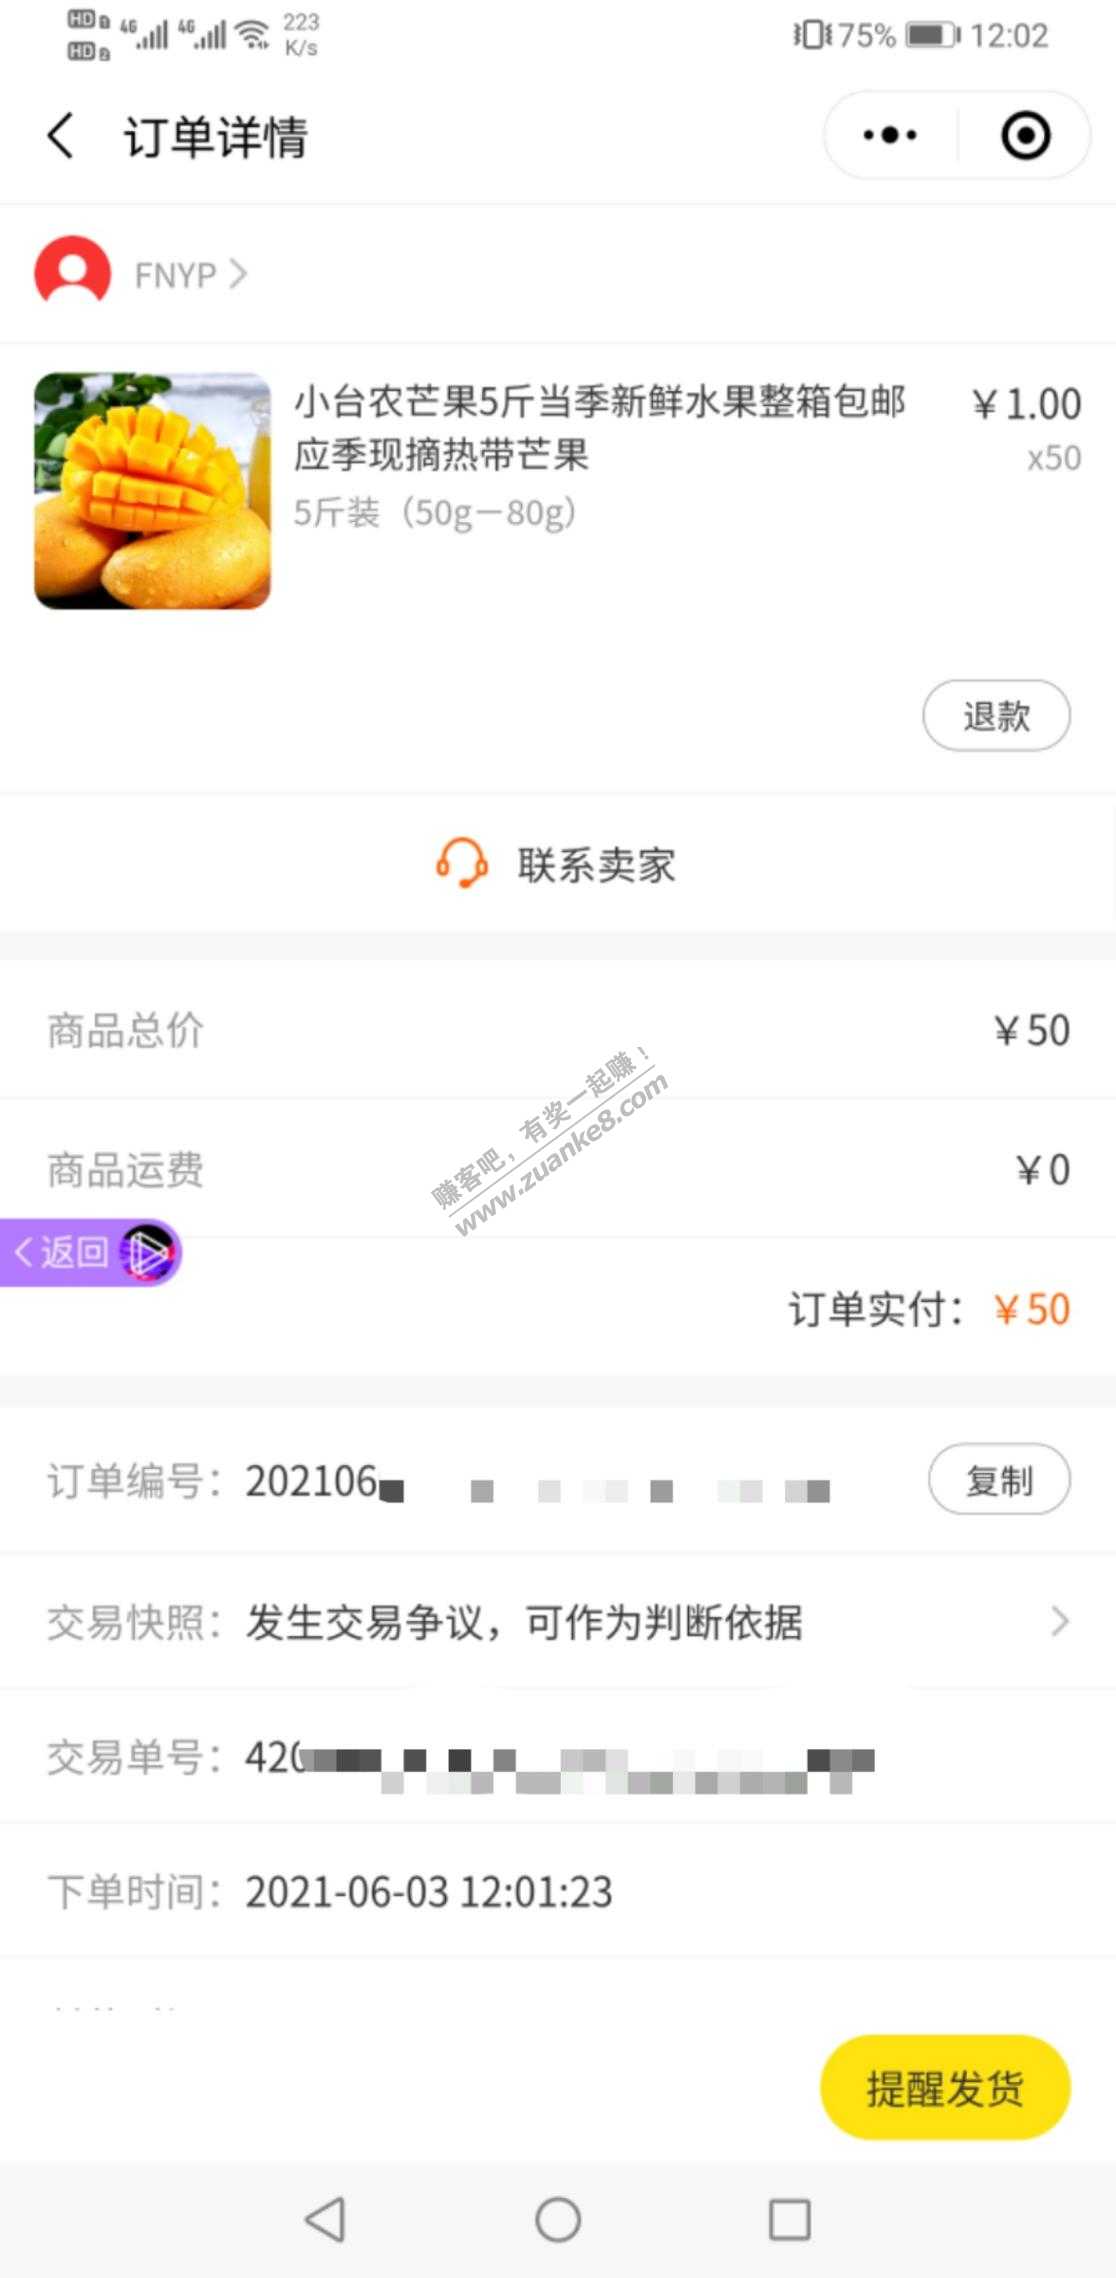 HD 1 4G 4G 223
HD 2 K/s
75% 12:02
订单详情
FNYP
小台农芒果5斤当季新鲜水果整箱包邮 ￥1.00
应季现摘热带芒果 x50
5斤装（50g－80g）
退款
联系卖家
商品总价 ￥50
赚客吧，有奖一起赚！
www.zuanke8.com
商品运费 ￥0
返回
订单实付： ￥50
订单编号： 202106 复制
交易快照： 发生交易争议，可作为判断依据
交易单号： 420
下单时间： 2021-06-03 12:01:23
提醒发货